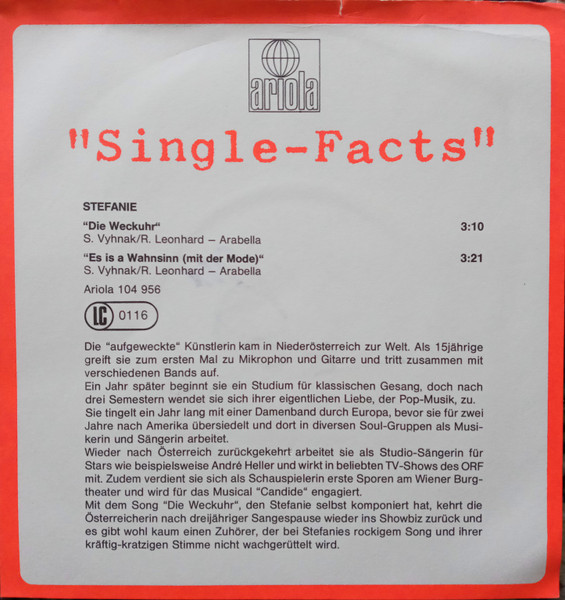 ariola
"Single-Facts"
STEFANIE
"Die Weckuhr" 3:10
S. Vyhnak/R. Leonhard – Arabella
"Es is a Wahnsinn (mit der Mode)" 3:21
S. Vyhnak/R. Leonhard – Arabella
Ariola 104 956
LC 0116
Die "aufgeweckte" Künstlerin kam in Niederösterreich zur Welt. Als 15jährige
greift sie zum ersten Mal zu Mikrophon und Gitarre und tritt zusammen mit
verschiedenen Bands auf.
Ein Jahr später beginnt sie ein Studium für klassischen Gesang, doch nach
drei Semestern wendet sie sich ihrer eigentlichen Liebe, der Pop-Musik, zu.
Sie tingelt ein Jahr lang mit einer Damenband durch Europa, bevor sie für zwei
Jahre nach Amerika übersiedelt und dort in diversen Soul-Gruppen als Musi-
kerin und Sängerin arbeitet.
Wieder nach Österreich zurückgekehrt arbeitet sie als Studio-Sängerin für
Stars wie beispielsweise André Heller und wirkt in beliebten TV-Shows des ORF
mit. Zudem verdient sie sich als Schauspielerin erste Sporen am Wiener Burg-
theater und wird für das Musical "Candide" engagiert.
Mit dem Song "Die Weckuhr", den Stefanie selbst komponiert hat, kehrt die
Österreicherin nach dreijähriger Sangespause wieder ins Showbiz zurück und
es gibt wohl kaum einen Zuhörer, der bei Stefanies rockigem Song und ihrer
kräftig-kratzigen Stimme nicht wachgerüttelt wird.